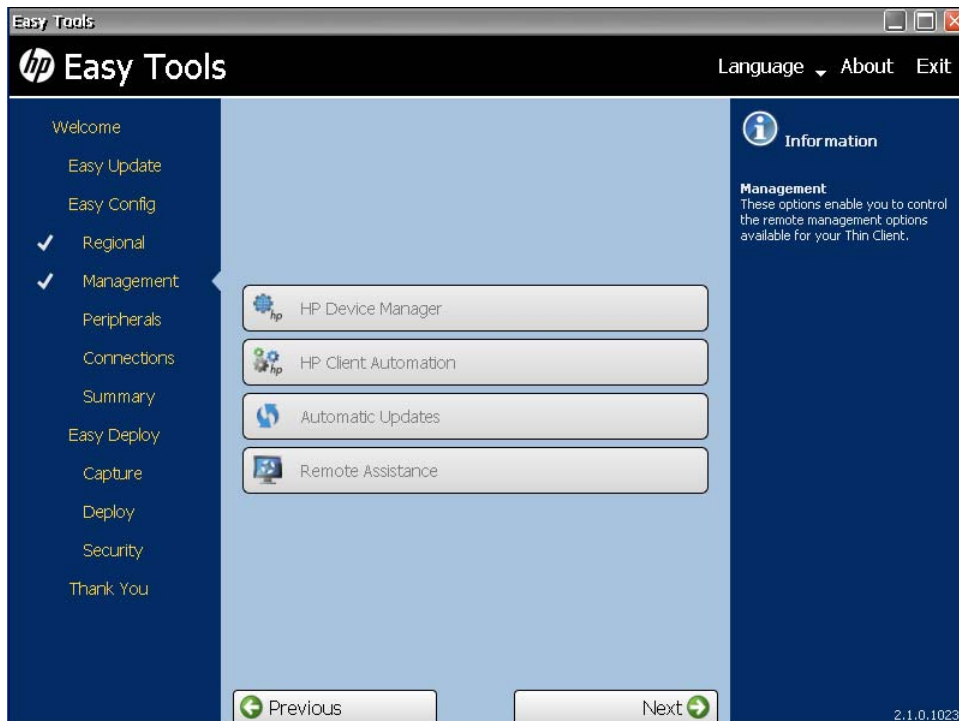 Easy Tools
hp Easy Tools
Language About Exit
Welcome
Easy Update
Easy Config
Regional
Management
Peripherals
Connections
Summary
Easy Deploy
Capture
Deploy
Security
Thank You
hp HP Device Manager
hp HP Client Automation
Automatic Updates
Remote Assistance
Previous
Next
Information
Management
These options enable you to control
the remote management options
available for your Thin Client.
2.1.0.1023